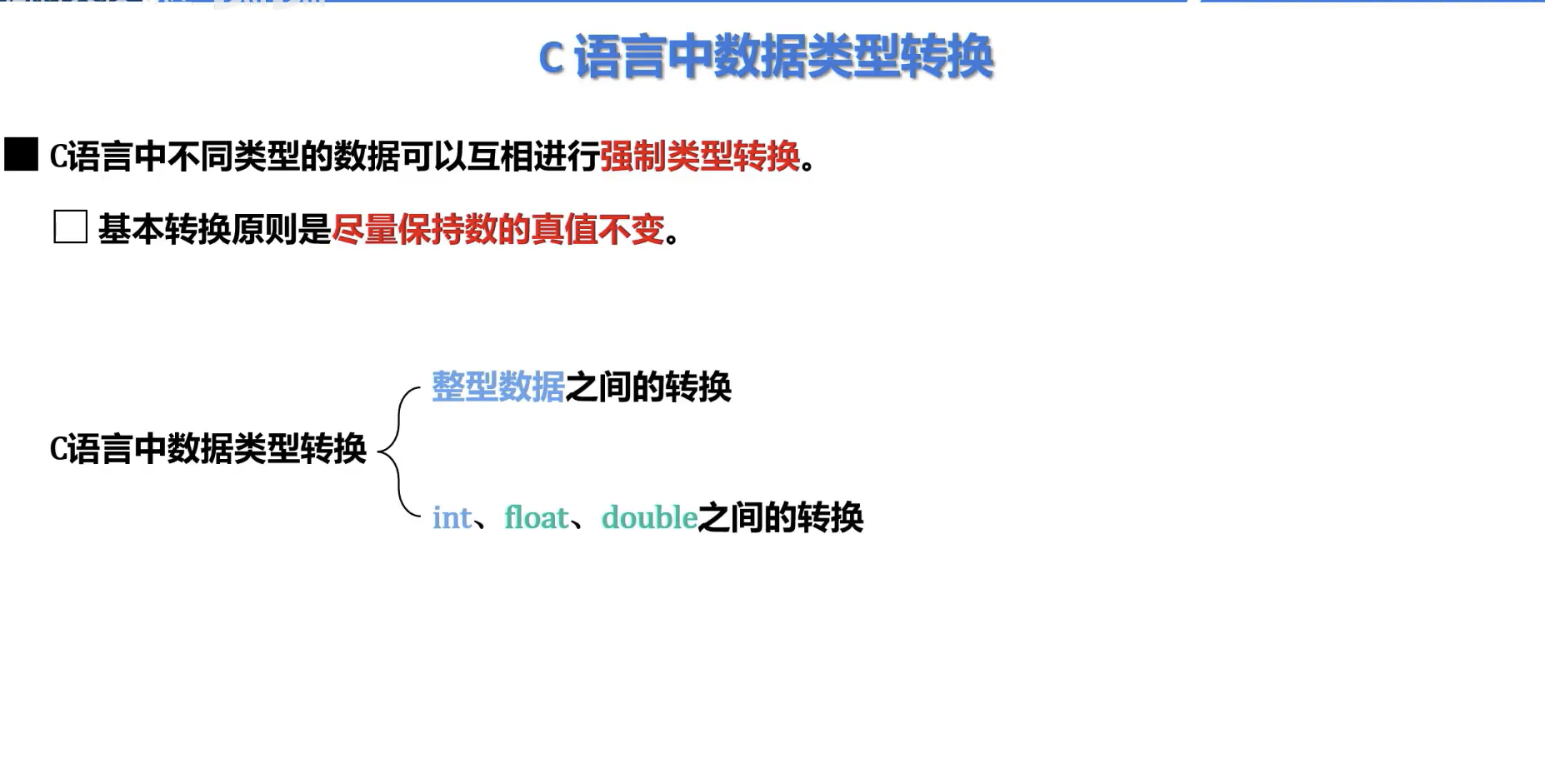 C 语言中数据类型转换
C语言中不同类型的数据可以互相进行强制类型转换。
基本转换原则是尽量保持数的真值不变。
整型数据之间的转换
C语言中数据类型转换
int、float、double之间的转换